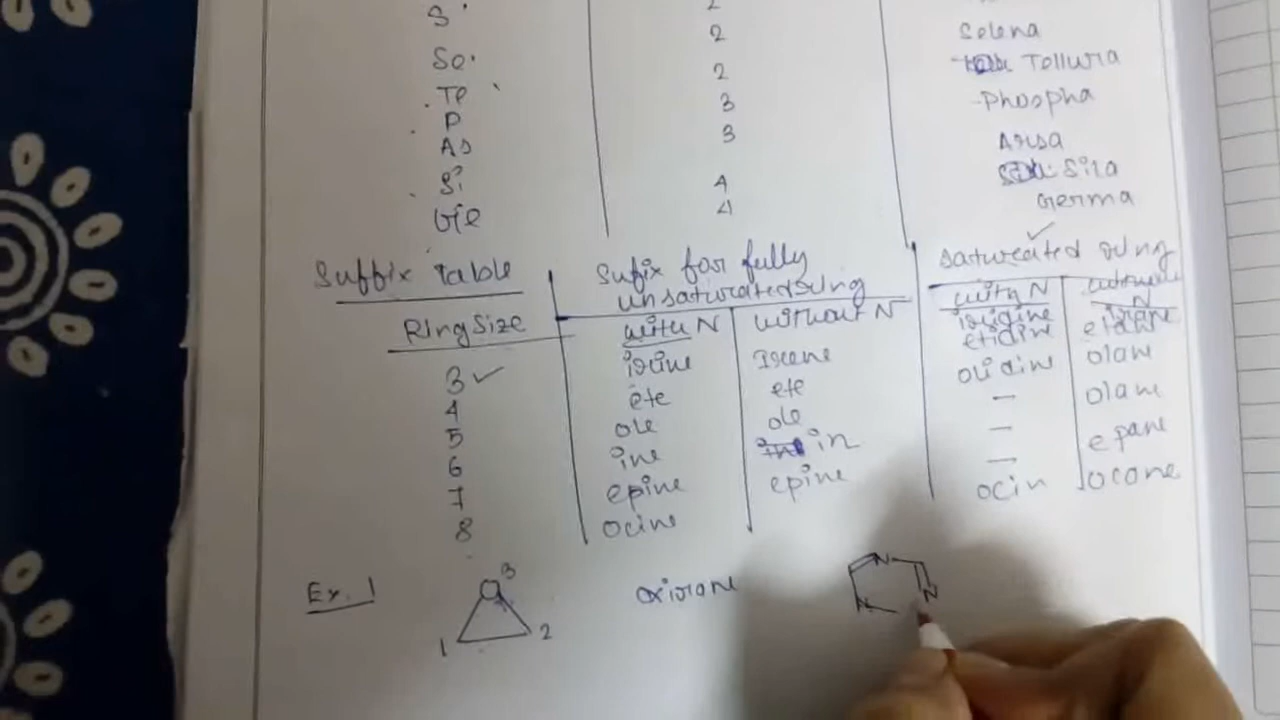 S 2
Se 2 Selena
Te 2 Tellura
P 3 Phospha
As 3 Arsa
Si 4 Sila
Ge 4 Germa
Suffix table Sufix for fully unsaturated ring Saturated ring
Ring Size with N without N with N without N
3 irine irene
4 ete ete etidine etane
5 ole ole olidine olane
6 ine in — olane
7 epine epine — epane
8 ocine — ocin ocane
Ex. 1 1 2 3 oxirane N N N